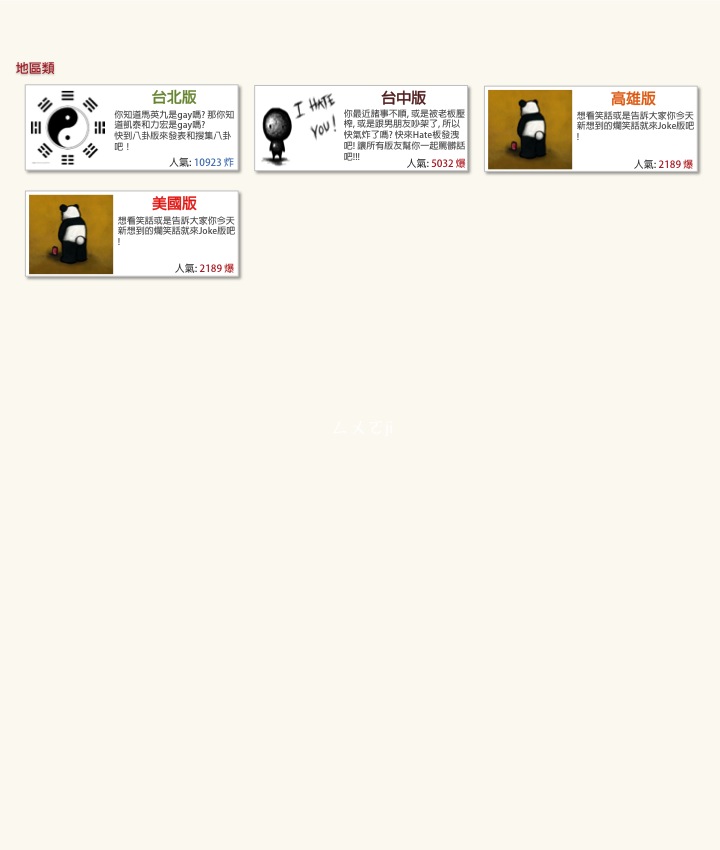 地區類
台北版
你知道馬英九是gay嗎? 那你知
道凱泰和力宏是gay嗎?
快到八卦版來發表和搜集八卦
吧！
人氣: 10923 炸
台中版
I HATE
YOU!
你最近諸事不順, 或是被老板壓
榨, 或是跟男朋友吵架了, 所以
快氣炸了嗎? 快來Hate板發洩
吧! 讓所有版友幫你一起罵髒話
吧!!!
人氣: 5032 爆
高雄版
想看笑話或是告訴大家你今天
新想到的爛笑話就來Joke版吧
!
人氣: 2189 爆
美國版
想看笑話或是告訴大家你今天
新想到的爛笑話就來Joke版吧
!
人氣: 2189 爆